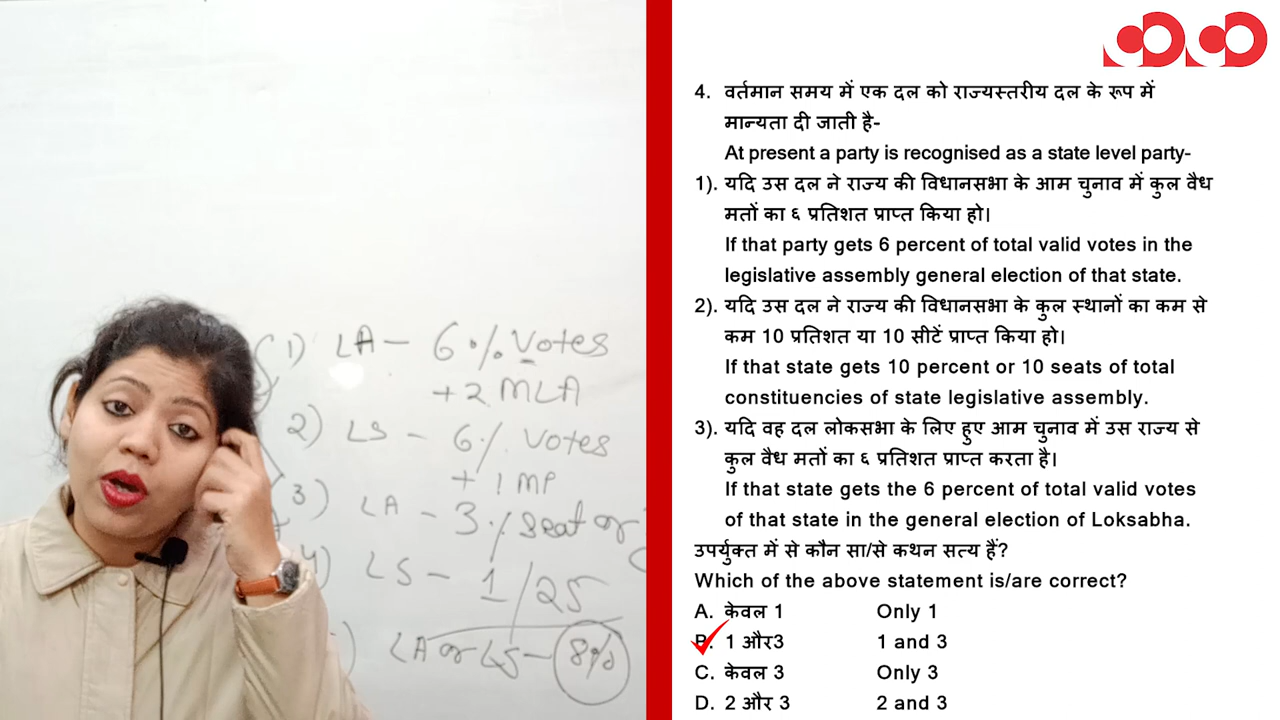 1) LA - 6% Votes
+2 MLA
2) LS - 6% Votes
+ 1 MP
3) LA - 3% Seat or
4) LS - 1/25
) LA or LS - 8%
4. वर्तमान समय में एक दल को राज्यस्तरीय दल के रूप में
मान्यता दी जाती है-
At present a party is recognised as a state level party-
1). यदि उस दल ने राज्य की विधानसभा के आम चुनाव में कुल वैध
मतों का ६ प्रतिशत प्राप्त किया हो।
If that party gets 6 percent of total valid votes in the
legislative assembly general election of that state.
2). यदि उस दल ने राज्य की विधानसभा के कुल स्थानों का कम से
कम 10 प्रतिशत या 10 सीटें प्राप्त किया हो।
If that state gets 10 percent or 10 seats of total
constituencies of state legislative assembly.
3). यदि वह दल लोकसभा के लिए हुए आम चुनाव में उस राज्य से
कुल वैध मतों का ६ प्रतिशत प्राप्त करता है।
If that state gets the 6 percent of total valid votes
of that state in the general election of Loksabha.
उपर्युक्त में से कौन सा/से कथन सत्य हैं?
Which of the above statement is/are correct?
A. केवल 1 Only 1
B. 1 और3 1 and 3
C. केवल 3 Only 3
D. 2 और 3 2 and 3